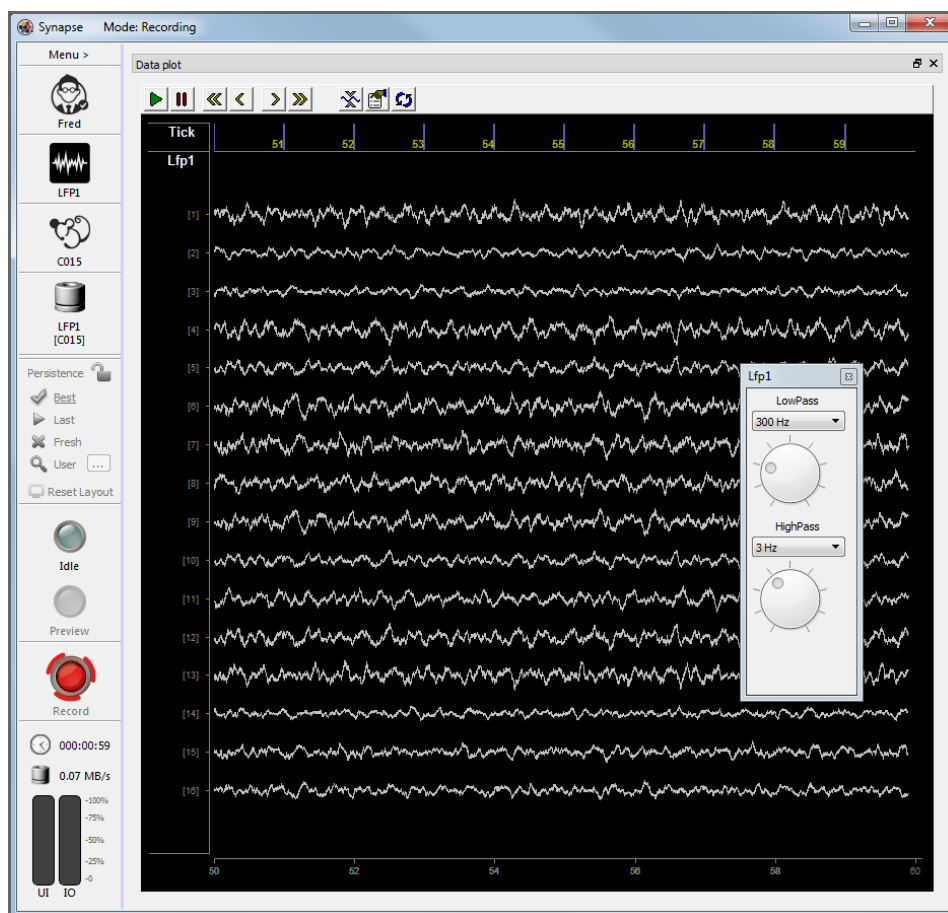 Synapse Mode: Recording
Menu >
Fred
LFP1
C015
LFP1
[C015]
Persistence
Best
Last
Fresh
User ...
Reset Layout
Idle
Preview
Record
000:00:59
0.07 MB/s
-100%
-75%
-50%
-25%
-0
UI IO
Data plot
Tick
51 52 53 54 55 56 57 58 59
Lfp1
[1]
[2]
[3]
[4]
[5]
[6]
[7]
[8]
[9]
[10]
[11]
[12]
[13]
[14]
[15]
[16]
50 52 54 56 58 60
Lfp1
LowPass
300 Hz
HighPass
3 Hz